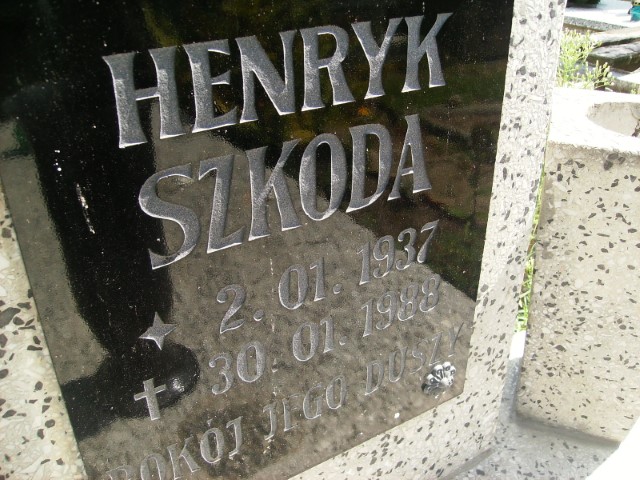 HENRYK
SZKODA
2. 01. 1937
30. 01. 1988
POKÓJ JEGO DUSZY